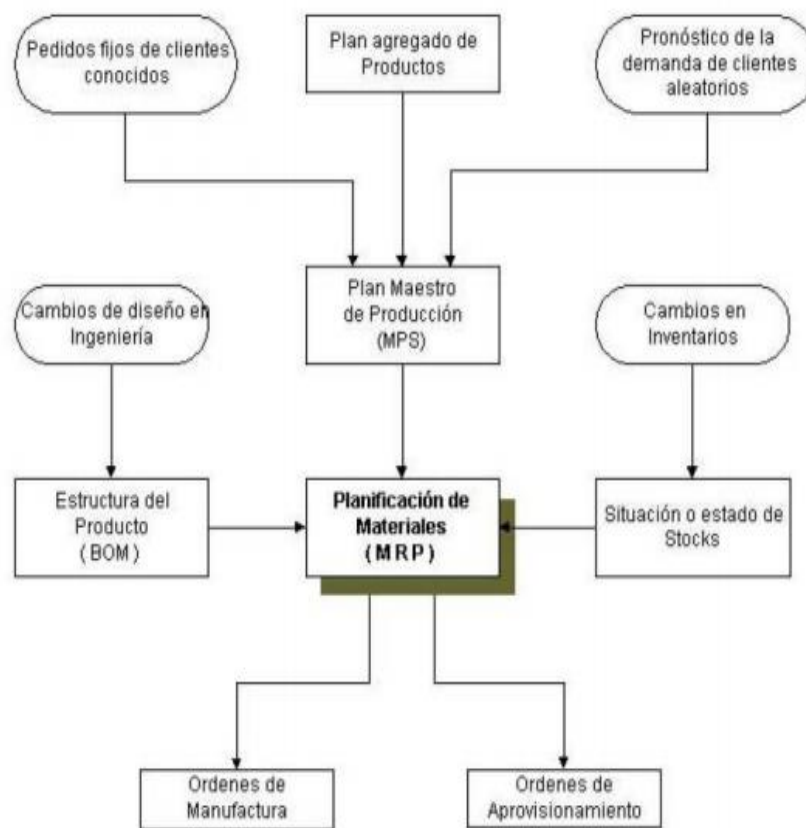 Pedidos fijos de clientes
conocidos
Plan agregado de
Productos
Pronóstico de la
demanda de clientes
aleatorios
Cambios de diseño en
Ingeniería
Plan Maestro
de Producción
(MPS)
Cambios en
Inventarios
Estructura del
Producto
( BOM )
Planificación de
Materiales
( M R P )
Situación o estado de
Stocks
Ordenes de
Manufactura
Ordenes de
Aprovisionamiento